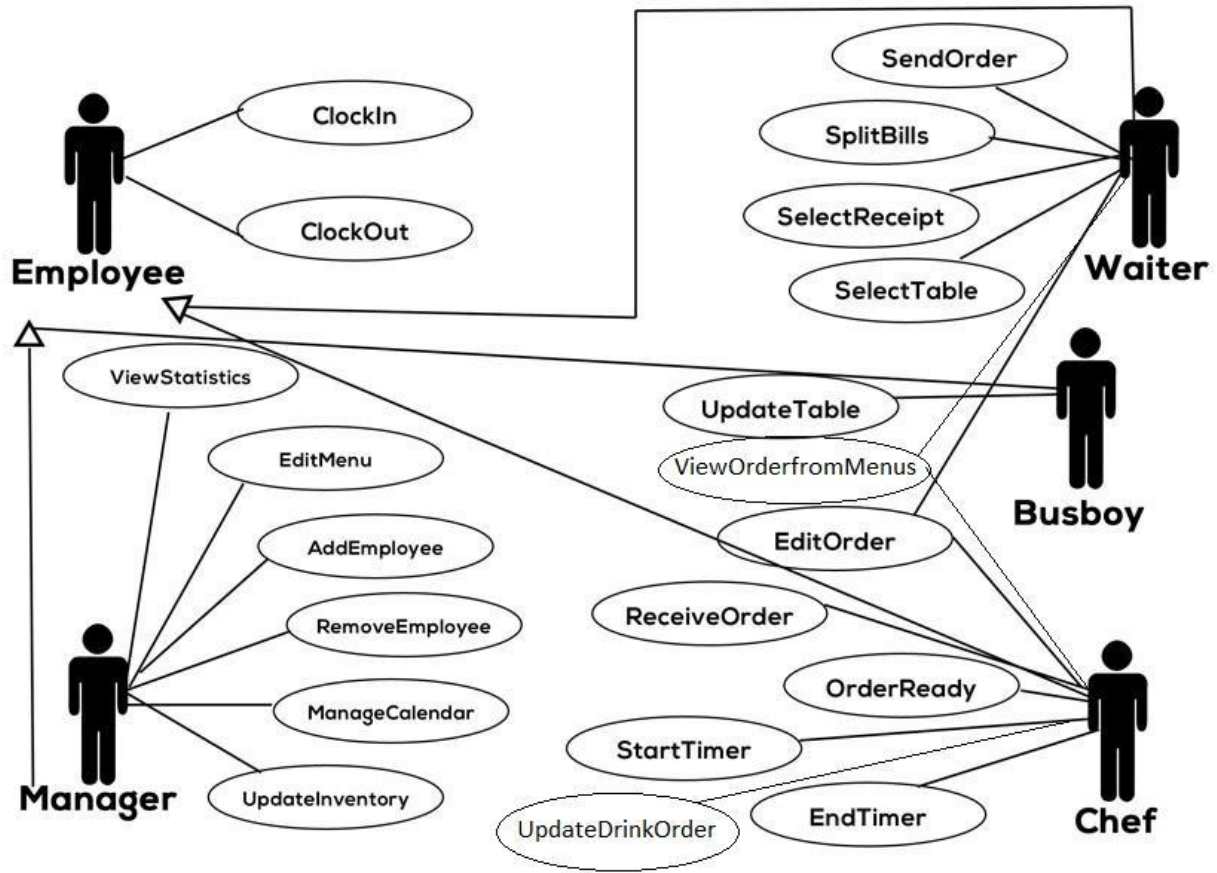 SendOrder
ClockIn
SplitBills
ClockOut
SelectReceipt
Employee
Waiter
SelectTable
ViewStatistics
UpdateTable
EditMenu
ViewOrderfromMenus
Busboy
AddEmployee
EditOrder
RemoveEmployee
ReceiveOrder
OrderReady
ManageCalendar
StartTimer
Manager
UpdateInventory
UpdateDrinkOrder
EndTimer
Chef